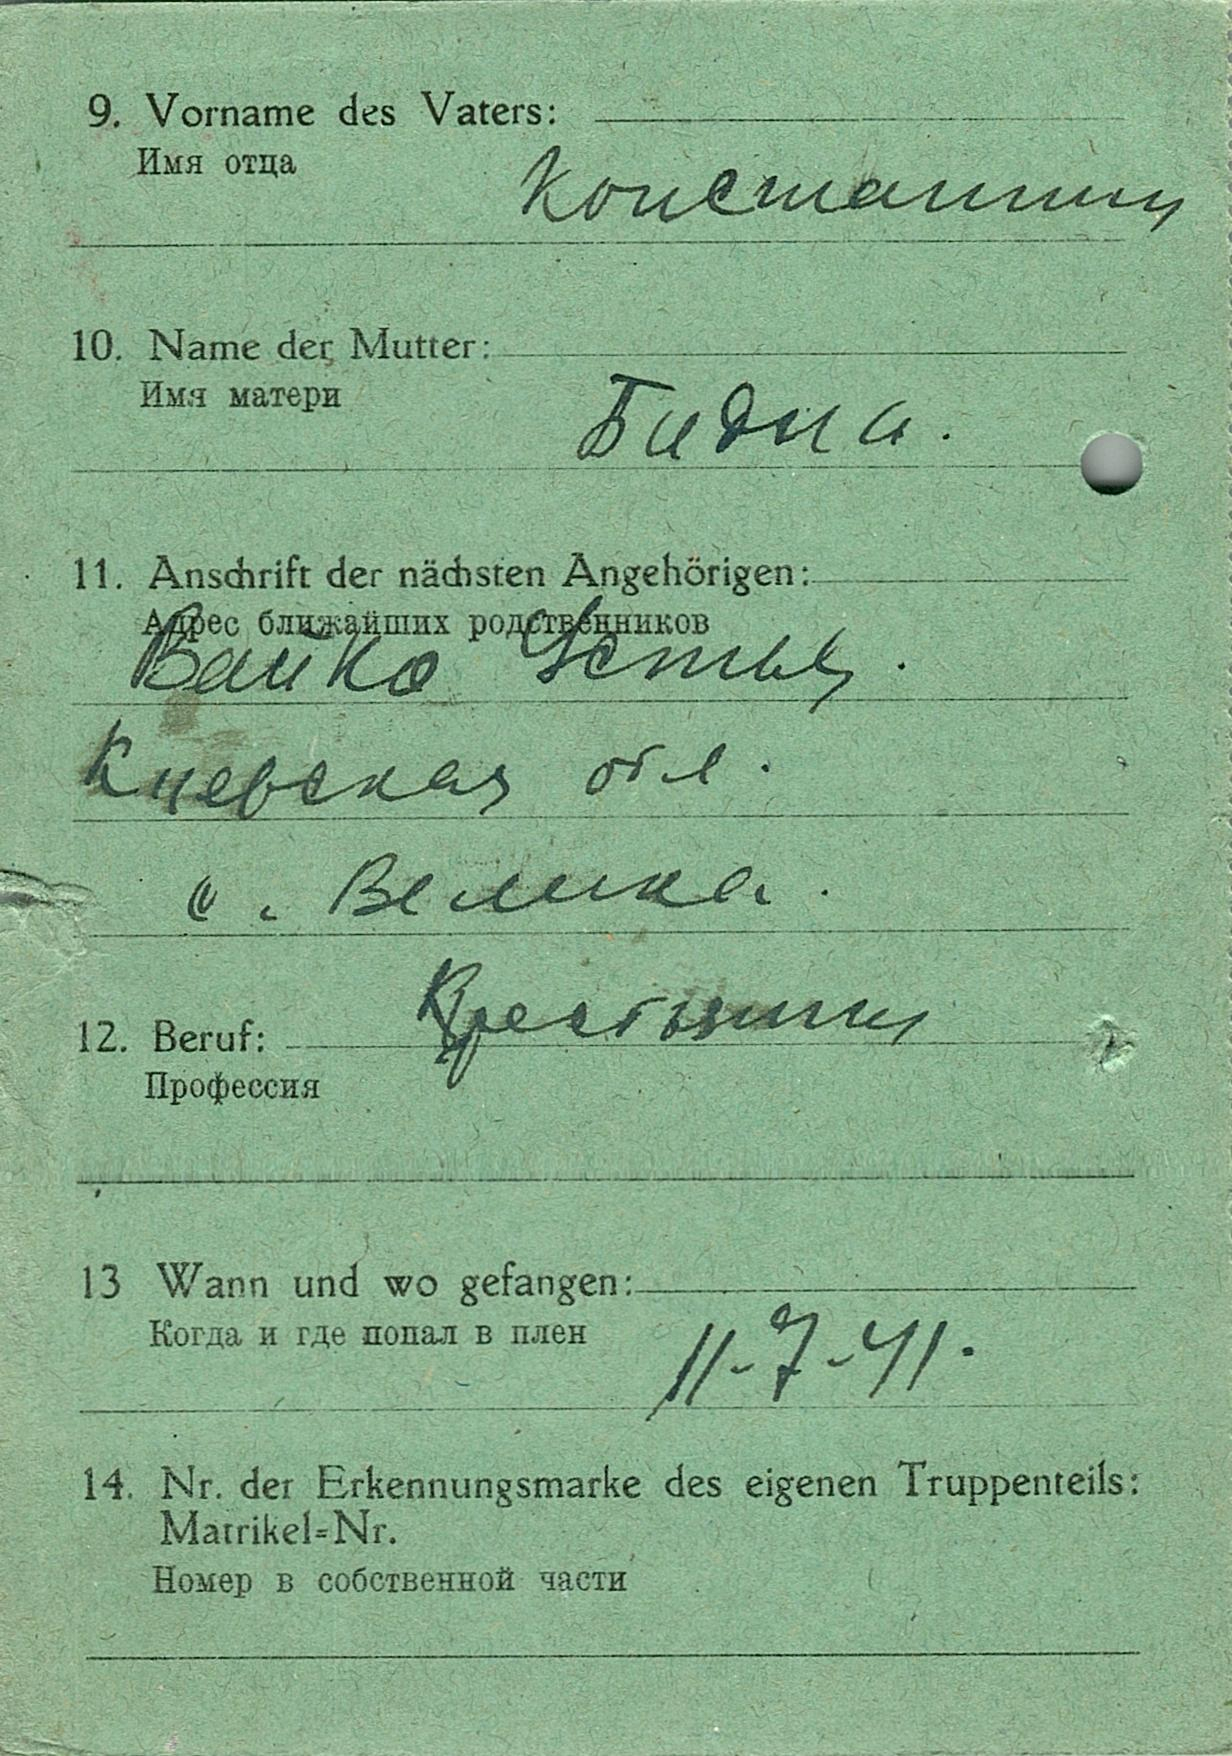 9. Vorname des Vaters:
Имя отца
Константин
10. Name der Mutter:
Имя матери
Бидна.
11. Anschrift der nächsten Angehörigen:
Адрес ближайших родственников
Вайко
Киевская обл.
с. Велика.
Крестьянин
12. Beruf:
Профессия
13 Wann und wo gefangen:
Когда и где попал в плен
11-7-41.
14. Nr. der Erkennungsmarke des eigenen Truppenteils:
Matrikel=Nr.
Номер в собственной части